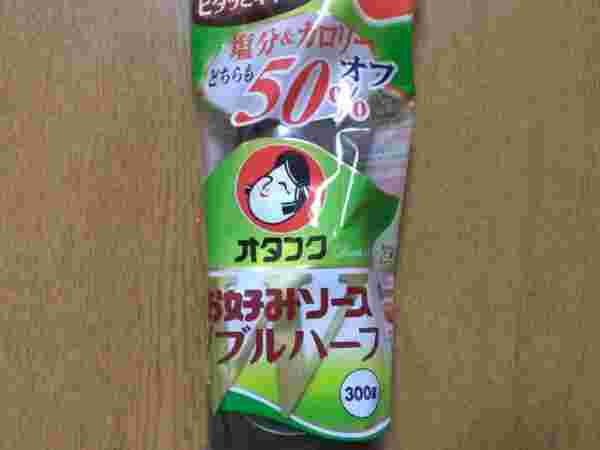 塩分&カロリー
どちらも
50%
オフ
オタフク
お好みソース
ブルハーフ
300g